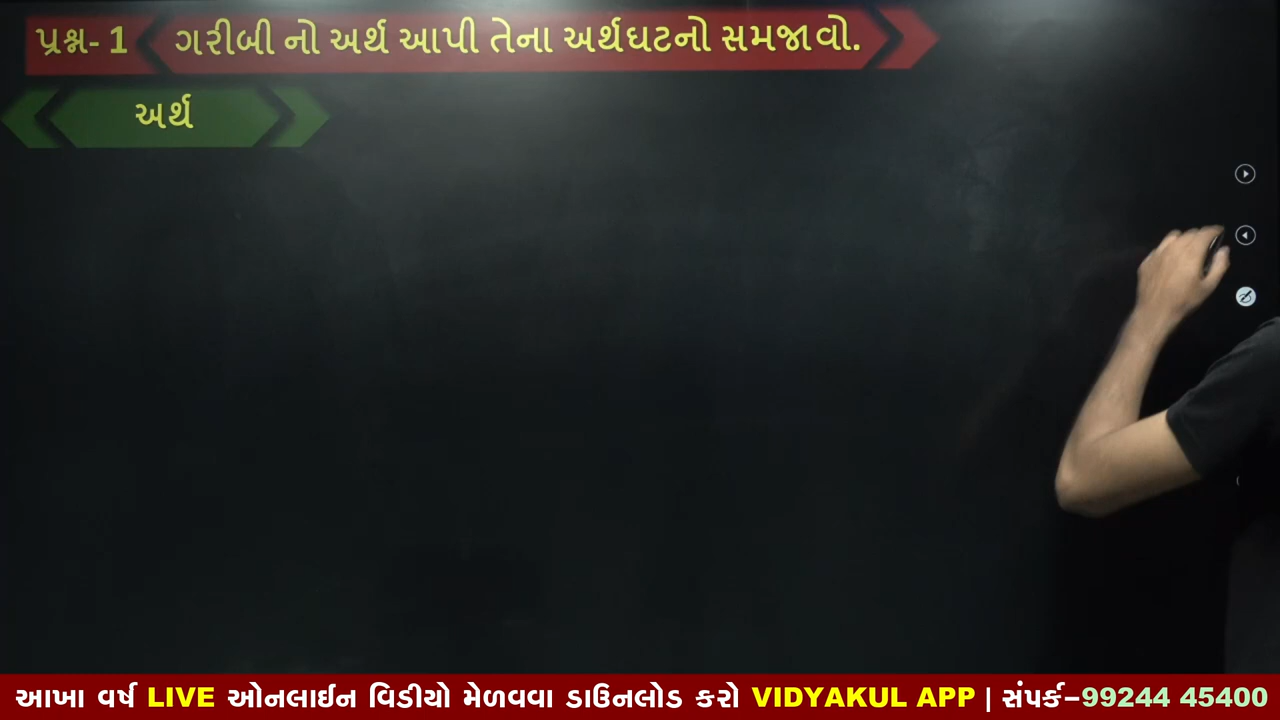 પ્રશ્ન- 1 ગરીબી નો અર્થ આપી તેના અર્થઘટનો સમજાવો.
અર્થ
આખા વર્ષ LIVE ઓનલાઈન વિડીયો મેળવવા ડાઉનલોડ કરો VIDYAKUL APP | સંપર્ક-99244 45400